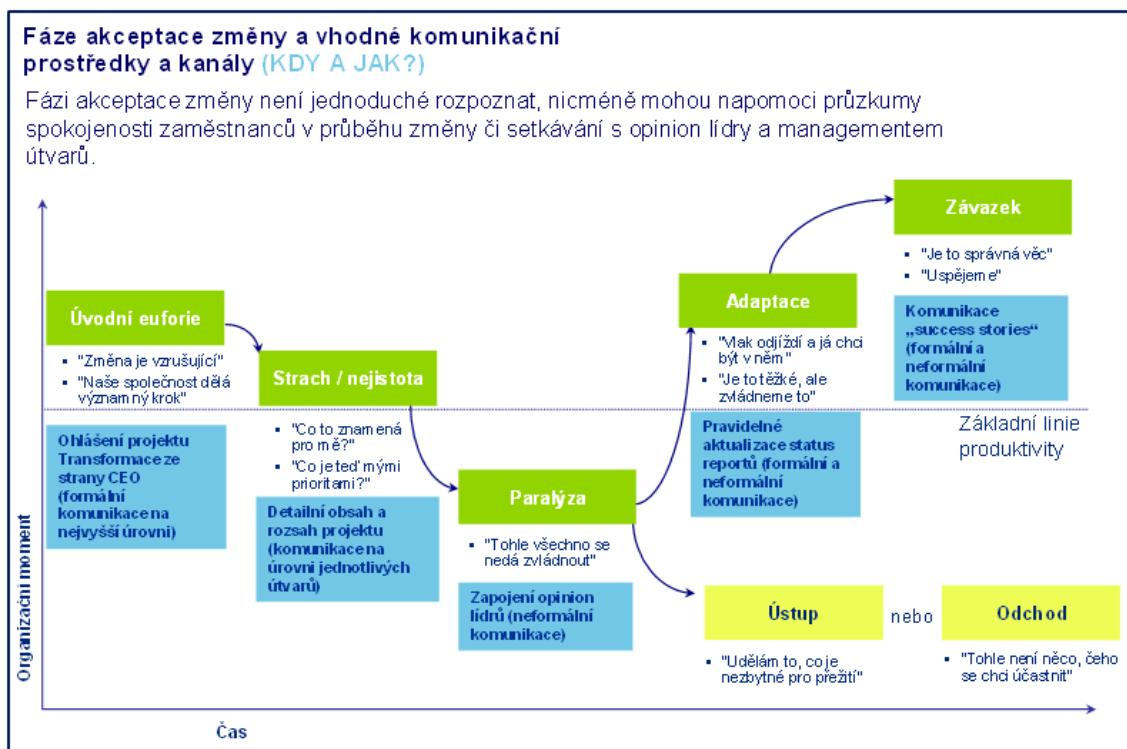 Fáze akceptace změny a vhodné komunikační
prostředky a kanály (KDY A JAK?)
Fázi akceptace změny není jednoduché rozpoznat, nicméně mohou napomoci průzkumy
spokojenosti zaměstnanců v průběhu změny či setkávání s opinion lídry a managementem
útvarů.
Organizační moment
Úvodní euforie
▪ "Změna je vzrušující"
▪ "Naše společnost dělá
významný krok"
Ohlášení projektu
Transformace ze
strany CEO
(formální
komunikace na
nejvyšší úrovni)
Strach / nejistota
▪ "Co to znamená
pro mě?"
▪ "Co je teď mými
prioritami?"
Detailní obsah a
rozsah projektu
(komunikace na
úrovni jednotlivých
útvarů)
Paralýza
▪ "Tohle všechno se
nedá zvládnout"
Zapojení opinion
lídrů (neformální
komunikace)
Adaptace
▪ "Vlak odjíždí a já chci
být v něm"
▪ "Je to těžké, ale
zvládneme to"
Pravidelné
aktualizace status
reportů (formální a
neformální
komunikace)
Závazek
▪ "Je to správná věc"
▪ "Uspějeme"
Komunikace
„success stories“
(formální a
neformální
komunikace)
Základní linie
produktivity
Ústup
nebo
Odchod
▪ "Udělám to, co je
nezbytné pro přežití"
▪ "Tohle není něco, čeho
se chci účastnit"
Čas